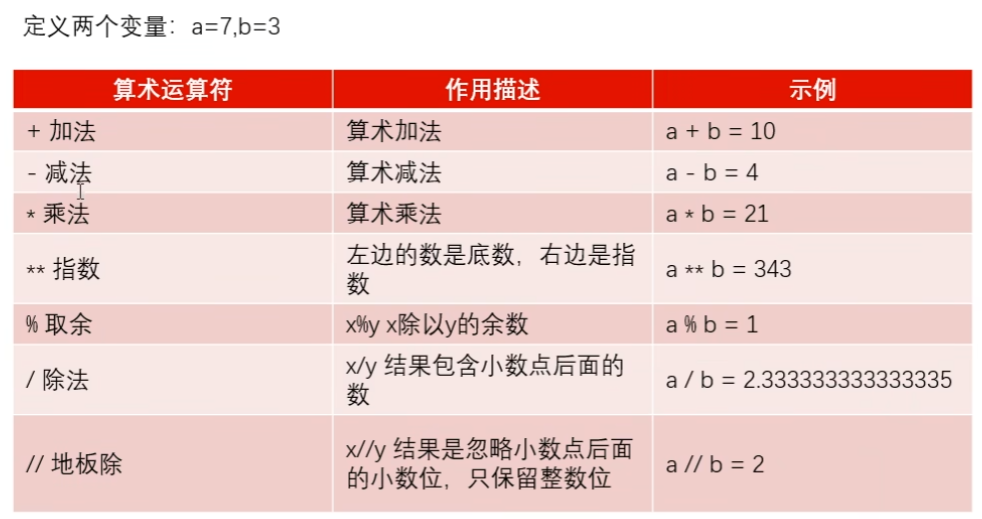 定义两个变量：a=7,b=3
算术运算符 作用描述 示例
+ 加法 算术加法 a + b = 10
- 减法 算术减法 a - b = 4
* 乘法 算术乘法 a * b = 21
** 指数 左边的数是底数，右边是指
数 a ** b = 343
% 取余 x%y x除以y的余数 a % b = 1
/ 除法 x/y 结果包含小数点后面的
数 a / b = 2.333333333333335
// 地板除 x//y 结果是忽略小数点后面
的小数位，只保留整数位 a // b = 2